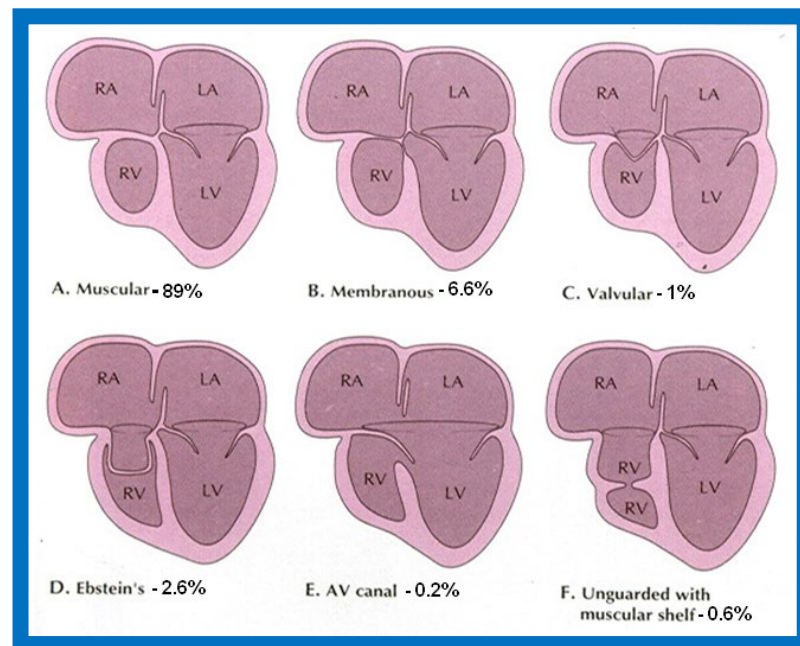 RA LA
RV
LV
A. Muscular - 89%
RA LA
RV
LV
B. Membranous - 6.6%
RA LA
RV
LV
C. Valvular - 1%
RA LA
RV LV
D. Ebstein's - 2.6%
RA LA
RV LV
E. AV canal - 0.2%
RA LA
RV
LV
RV
F. Unguarded with
muscular shelf - 0.6%